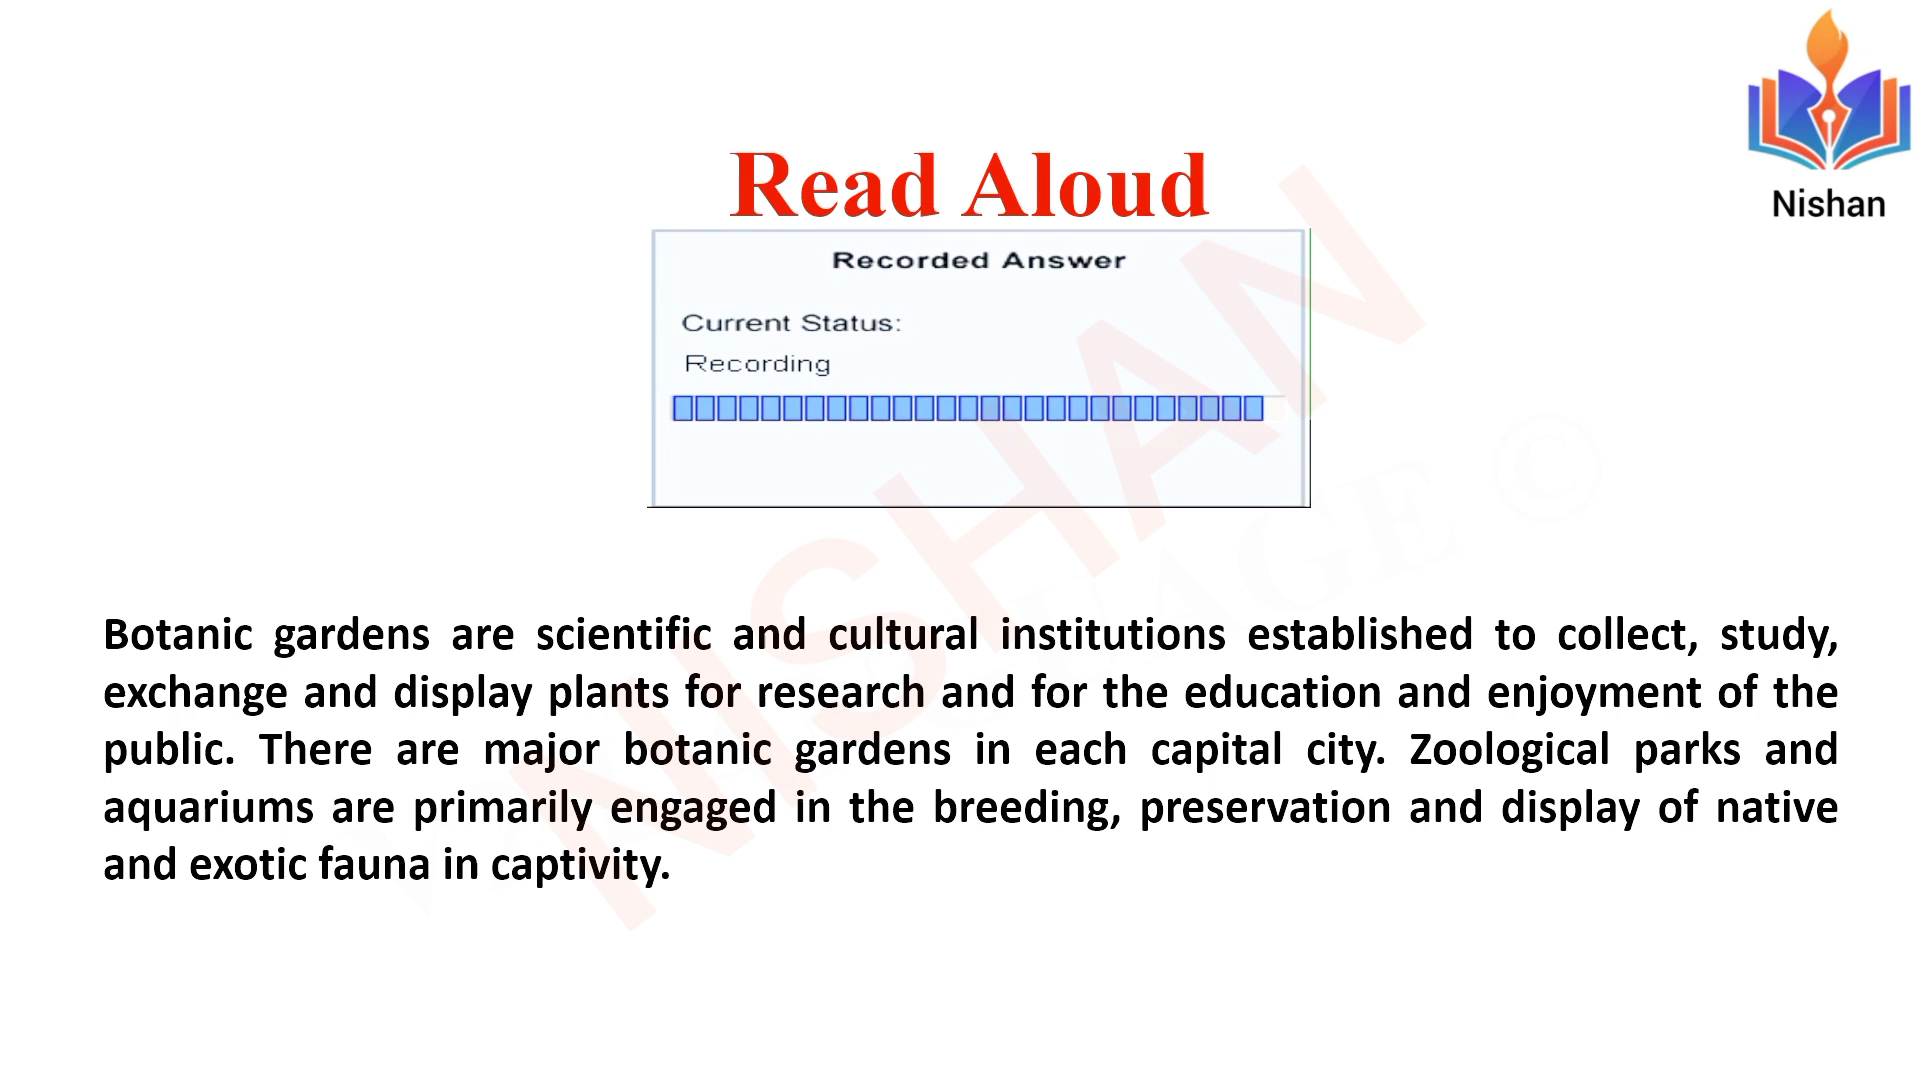 Nishan
Read Aloud
Recorded Answer
Current Status:
Recording
NISHAN
Botanic gardens are scientific and cultural institutions established to collect, study,
exchange and display plants for research and for the education and enjoyment of the
public. There are major botanic gardens in each capital city. Zoological parks and
aquariums are primarily engaged in the breeding, preservation and display of native
and exotic fauna in captivity.